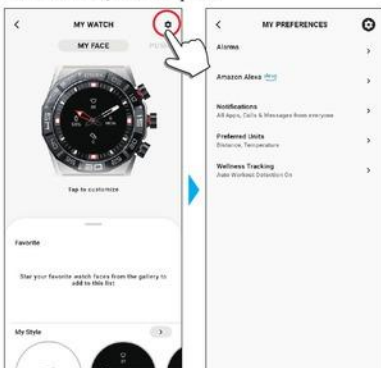 MY WATCH
MY FACE
Tap to customize
Favorite
Star your favorite watch faces from the gallery to
add to this list
My Style
MY PREFERENCES
Alarms
Amazon Alexa
Notifications
All Apps, Calls & Messages from everyone
Preferred Units
Distance, Temperature
Wellness Tracking
Auto Workout Detection On